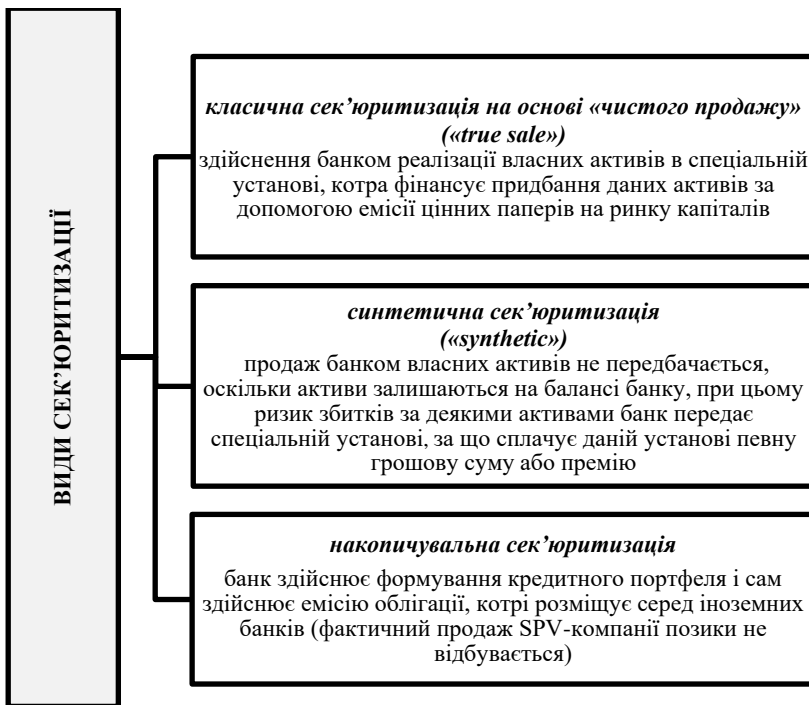 ВИДИ СЕК’ЮРИТИЗАЦІЇ
класична сек’юритизація на основі «чистого продажу»
(«true sale»)
здійснення банком реалізації власних активів в спеціальній
установі, котра фінансує придбання даних активів за
допомогою емісії цінних паперів на ринку капіталів
синтетична сек’юритизація
(«synthetic»)
продаж банком власних активів не передбачається,
оскільки активи залишаються на балансі банку, при цьому
ризик збитків за деякими активами банк передає
спеціальній установі, за що сплачує даній установі певну
грошову суму або премію
накопичувальна сек’юритизація
банк здійснює формування кредитного портфеля і сам
здійснює емісію облігації, котрі розміщує серед іноземних
банків (фактичний продаж SPV-компанії позики не
відбувається)